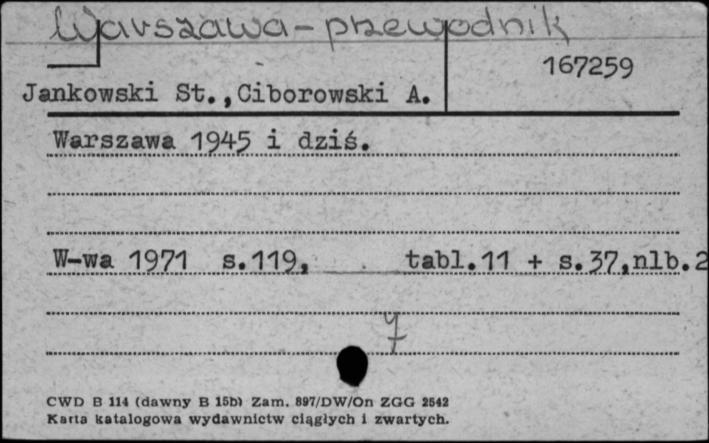 Warszawa - przewodnik
167259
Jankowski St.,Ciborowski A.
Warszawa 1945 i dziś.
W-wa 1971 s.119, tabl.11 + s.37,nlb.2
7
CWD B 114 (dawny B 15b) Zam. 897/DW/On ZGG 2542
Karta katalogowa wydawnictw ciągłych i zwartych.